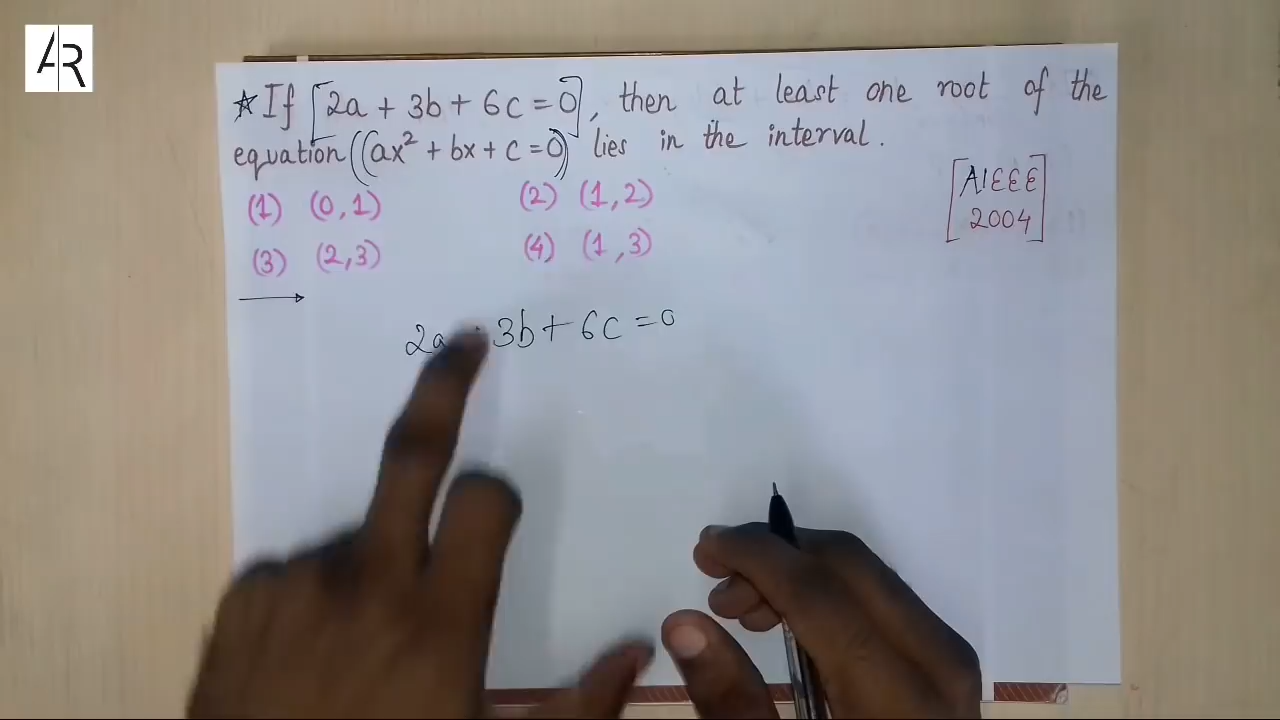 AR
☆ If [2a + 3b + 6c = 0], then at least one root of the
equation ((ax² + bx + c = 0) lies in the interval.
[AIEEE
2004]
(1) (0,1) (2) (1,2)
(3) (2,3) (4) (1,3)
→
2a + 3b + 6c = 0